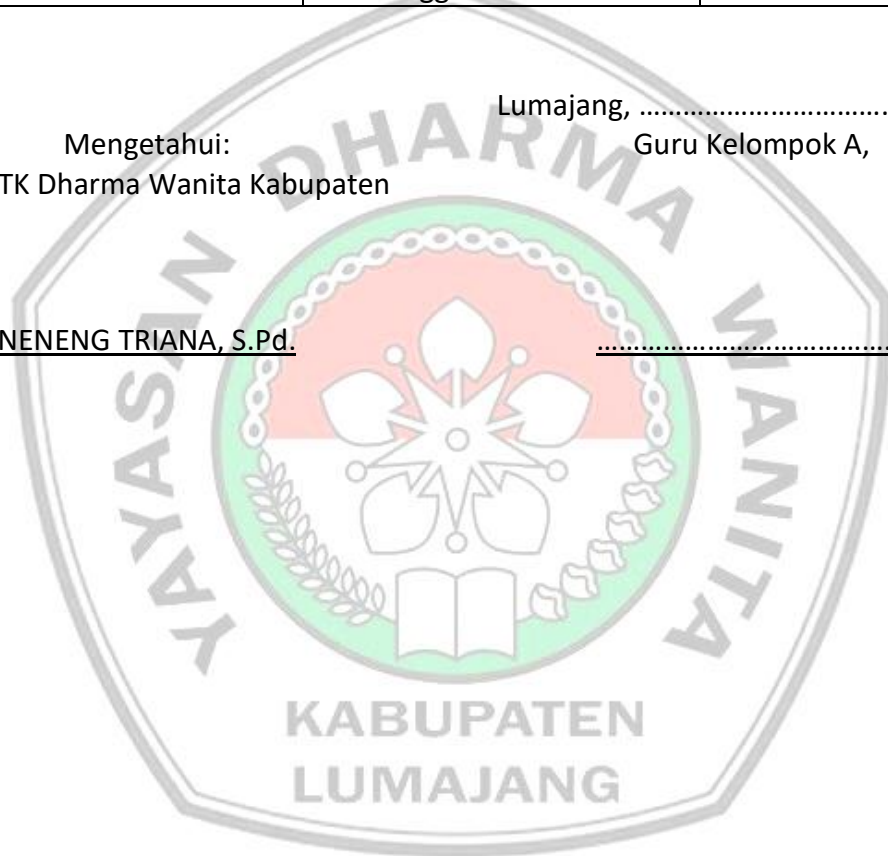 Lumajang, ....................................
Mengetahui:
Guru Kelompok A,
TK Dharma Wanita Kabupaten
NENENG TRIANA, S.Pd.
..........................................
YAYASAN DHARMA WANITA
KABUPATEN
LUMAJANG